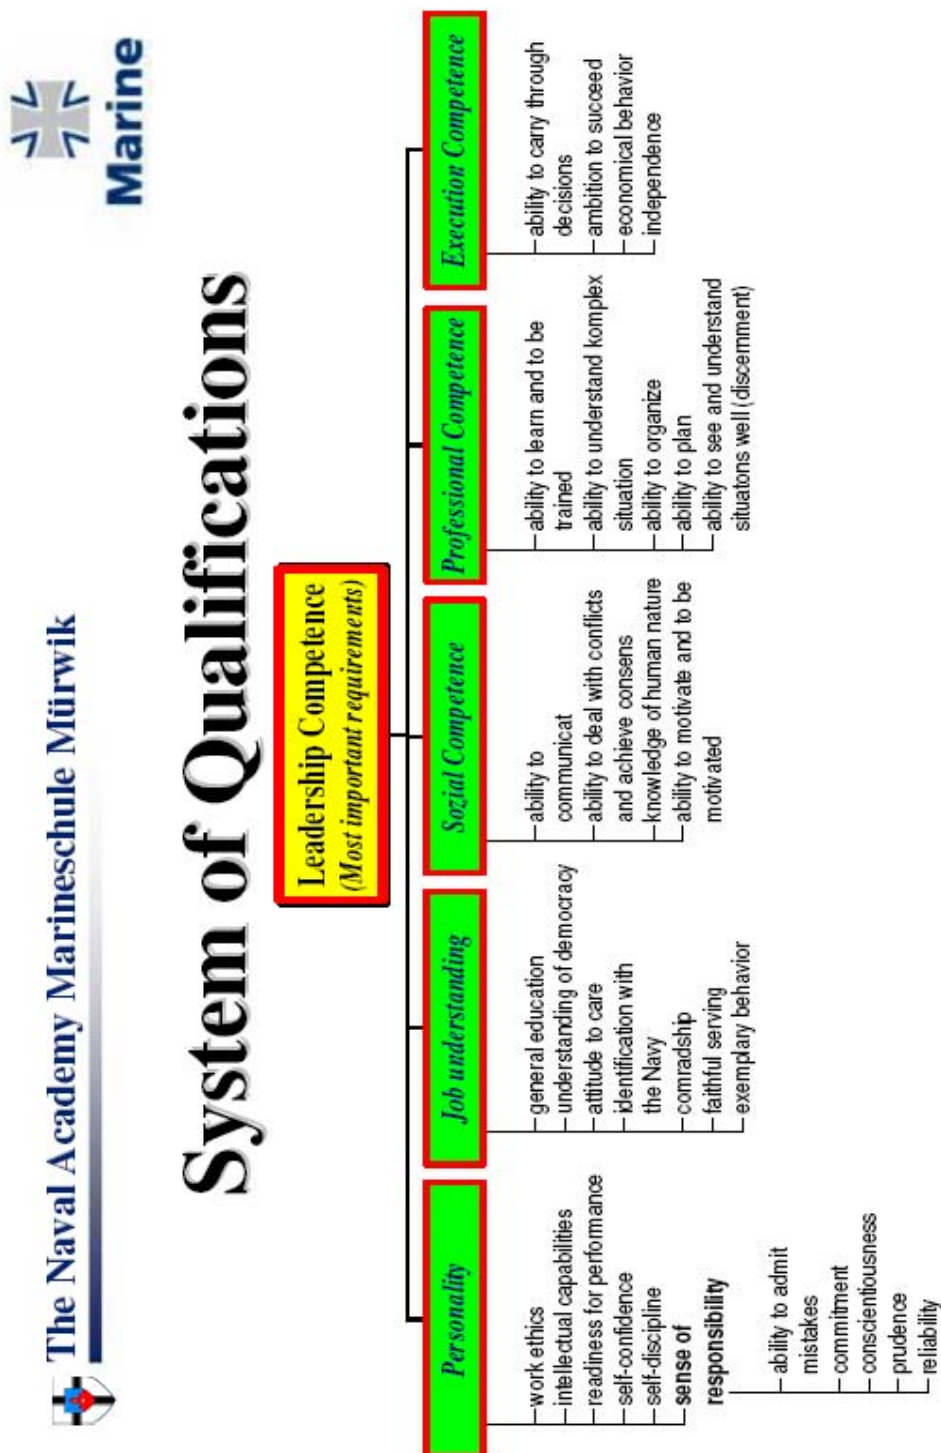 The Naval Academy Marineschule Mürwik
Marine
System of Qualifications
Leadership Competence
(Most important requirements)
Personality
work ethics
intellectual capabilities
readiness for performance
self-confidence
self-discipline
sense of
responsibility
ability to admit
mistakes
commitment
conscientiousness
prudence
reliability
Job understanding
general education
understanding of democracy
attitude to care
identification with
the Navy
comradship
faithful serving
exemplary behavior
Sozial Competence
ability to
communicat
ability to deal with conflicts
and achieve consens
knowledge of human nature
ability to motivate and to be
motivated
Professional Competence
ability to learn and to be
trained
ability to understand komplex
situation
ability to organize
ability to plan
ability to see and understand
situatons well (discernment)
Execution Competence
ability to carry through
decisions
ambition to succeed
economical behavior
independence